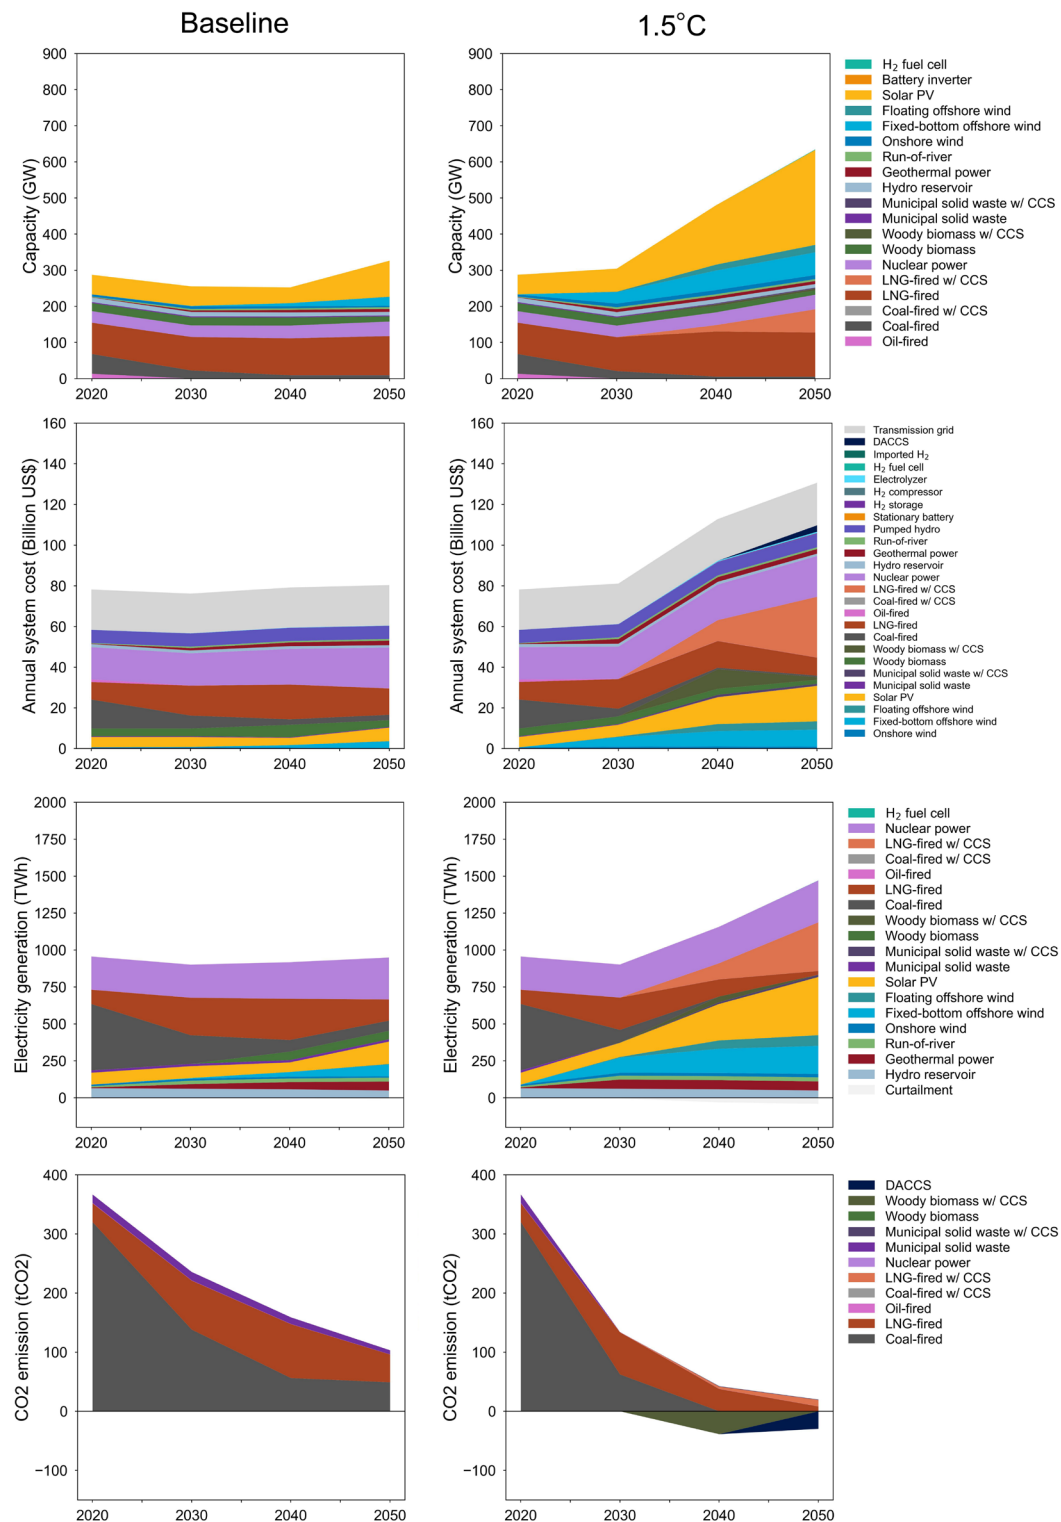 Baseline
1.5°C
Capacity (GW)
900
800
700
600
500
400
300
200
100
0
2020 2030 2040 2050
Capacity (GW)
900
800
700
600
500
400
300
200
100
0
2020 2030 2040 2050
H₂ fuel cell
Battery inverter
Solar PV
Floating offshore wind
Fixed-bottom offshore wind
Onshore wind
Run-of-river
Geothermal power
Hydro reservoir
Municipal solid waste w/ CCS
Municipal solid waste
Woody biomass w/ CCS
Woody biomass
Nuclear power
LNG-fired w/ CCS
LNG-fired
Coal-fired w/ CCS
Coal-fired
Oil-fired
Annual system cost (Billion US$)
160
140
120
100
80
60
40
20
0
2020 2030 2040 2050
Annual system cost (Billion US$)
160
140
120
100
80
60
40
20
0
2020 2030 2040 2050
Transmission grid
DACCS
Imported H₂
H₂ fuel cell
Electrolyzer
H₂ compressor
H₂ storage
Stationary battery
Pumped hydro
Run-of-river
Geothermal power
Hydro reservoir
Nuclear power
LNG-fired w/ CCS
Coal-fired w/ CCS
Oil-fired
LNG-fired
Coal-fired
Woody biomass w/ CCS
Woody biomass
Municipal solid waste w/ CCS
Municipal solid waste
Solar PV
Floating offshore wind
Fixed-bottom offshore wind
Onshore wind
Electricity generation (TWh)
2000
1750
1500
1250
1000
750
500
250
0
2020 2030 2040 2050
Electricity generation (TWh)
2000
1750
1500
1250
1000
750
500
250
0
2020 2030 2040 2050
H₂ fuel cell
Nuclear power
LNG-fired w/ CCS
Coal-fired w/ CCS
Oil-fired
LNG-fired
Coal-fired
Woody biomass w/ CCS
Woody biomass
Municipal solid waste w/ CCS
Municipal solid waste
Solar PV
Floating offshore wind
Fixed-bottom offshore wind
Onshore wind
Run-of-river
Geothermal power
Hydro reservoir
Curtailment
CO2 emission (tCO2)
400
300
200
100
0
−100
2020 2030 2040 2050
CO2 emission (tCO2)
400
300
200
100
0
−100
2020 2030 2040 2050
DACCS
Woody biomass w/ CCS
Woody biomass
Municipal solid waste w/ CCS
Municipal solid waste
Nuclear power
LNG-fired w/ CCS
Coal-fired w/ CCS
Oil-fired
LNG-fired
Coal-fired